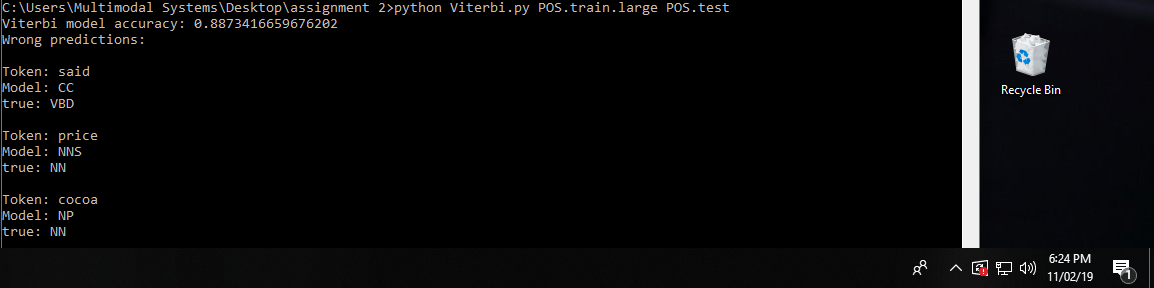 C:\Users\Multimodal Systems\Desktop\assignment 2>python Viterbi.py POS.train.large POS.test
Viterbi model accuracy: 0.8873416659676202
Wrong predictions:
Token: said
Model: CC
true: VBD
Token: price
Model: NNS
true: NN
Token: cocoa
Model: NP
true: NN
Recycle Bin
6:24 PM
11/02/19
1